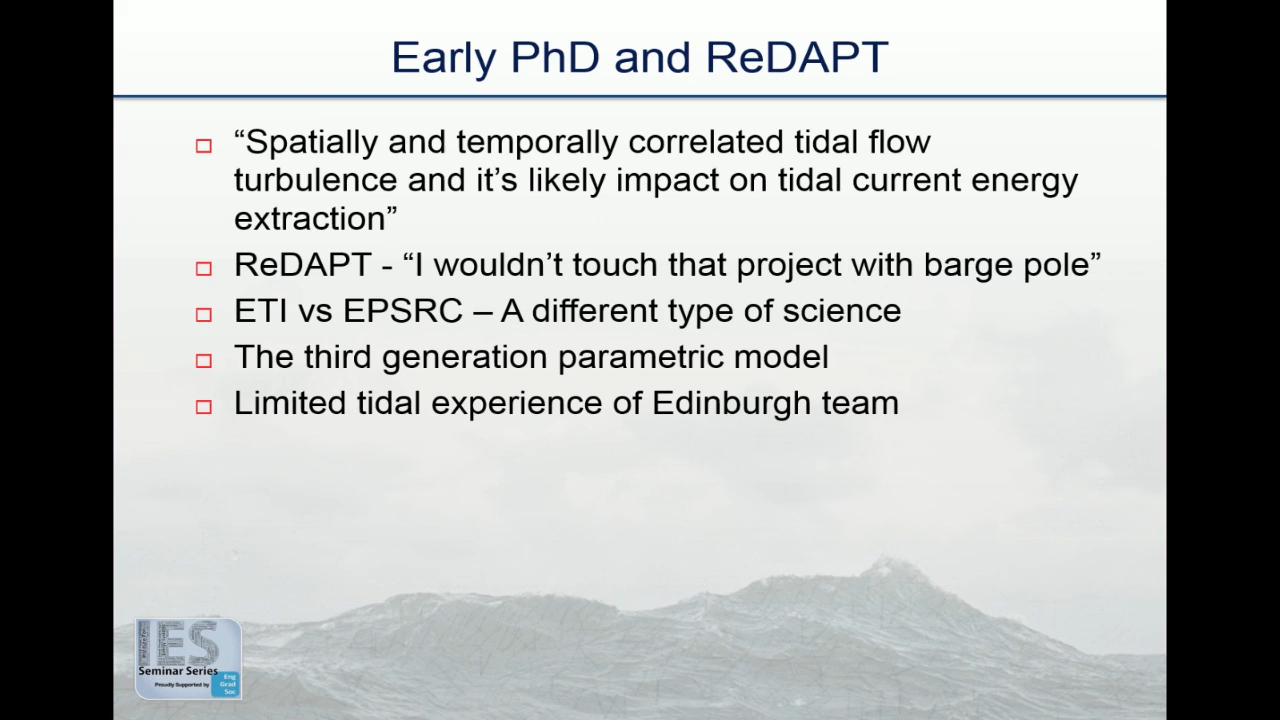 Early PhD and ReDAPT
“Spatially and temporally correlated tidal flow
turbulence and it’s likely impact on tidal current energy
extraction”
ReDAPT - “I wouldn’t touch that project with barge pole”
ETI vs EPSRC – A different type of science
The third generation parametric model
Limited tidal experience of Edinburgh team
IES
Seminar Series
Proudly Supported by
Eng
Grad
Soc